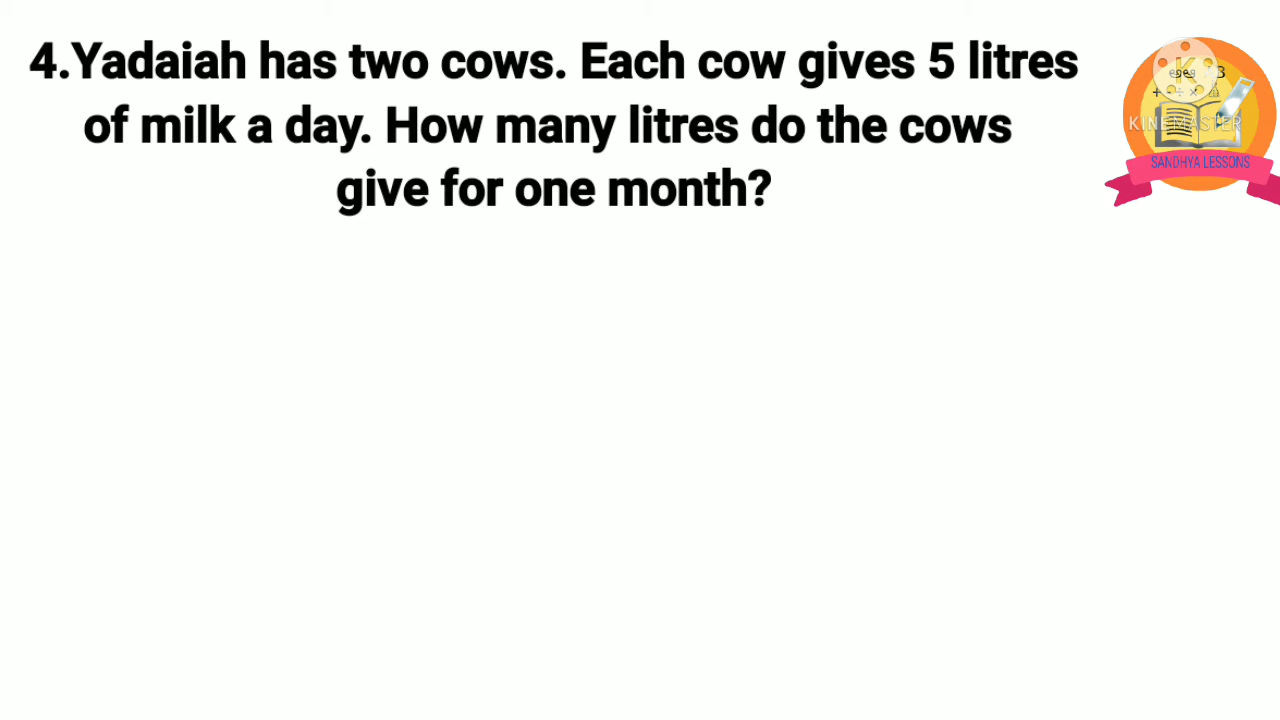 4.Yadaiah has two cows. Each cow gives 5 litres
of milk a day. How many litres do the cows
give for one month?
KINEMASTER
SANDHYA LESSONS